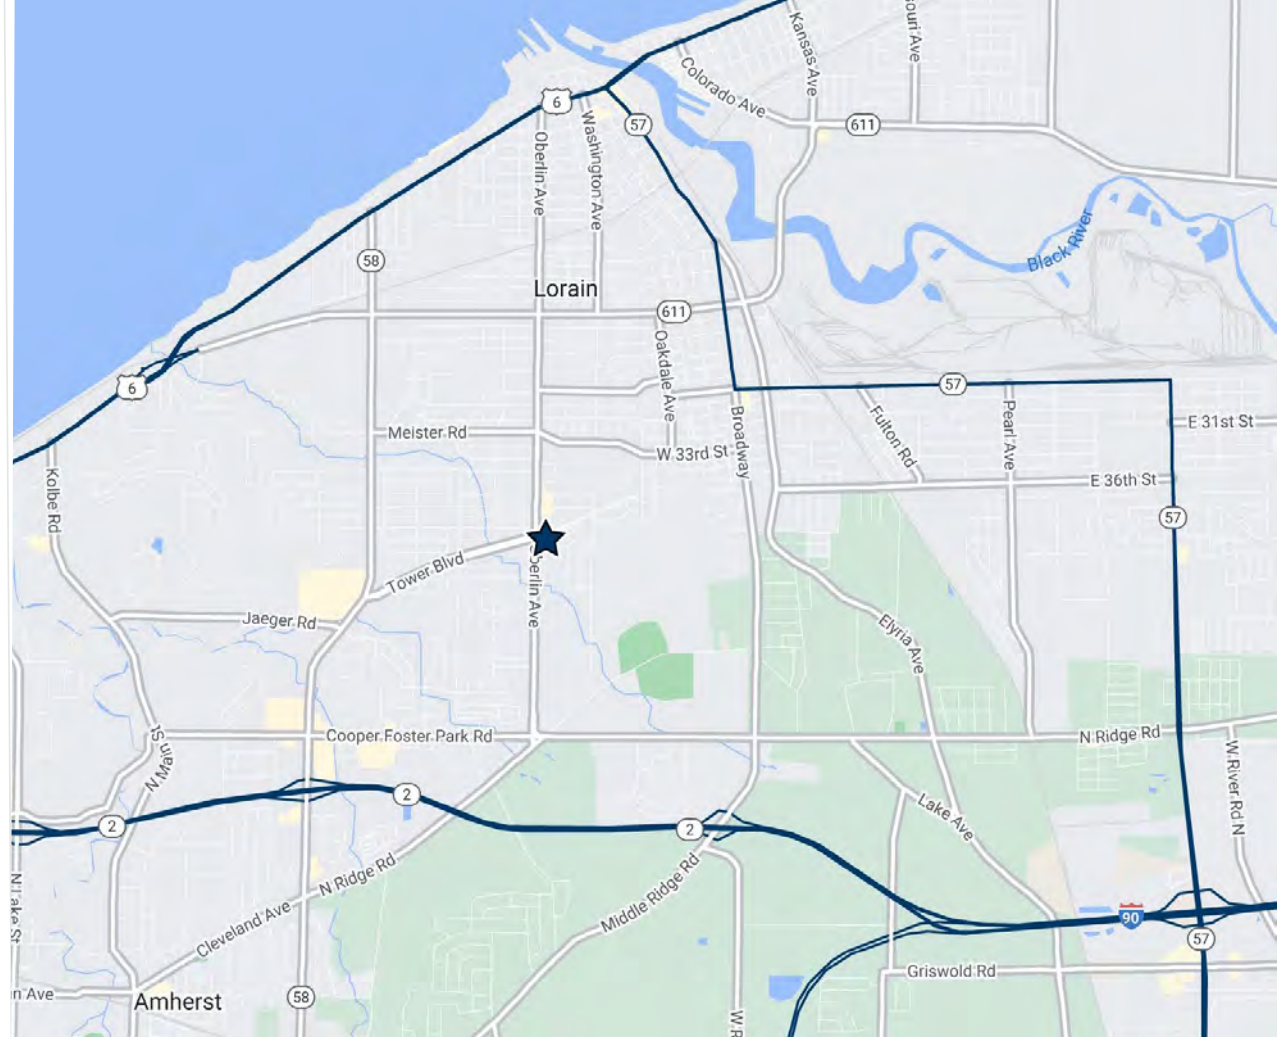 Kansas Ave
ouri Ave
Colorado Ave
6
Washington Ave
57
611
Oberlin Ave
Black River
58
Lorain
611
6
Oakdale Ave
57
Broadway
Fulton Rd
Pearl Ave
E 31st St
Meister Rd
W 33rd St
E 36th St
Kolbe Rd
57
Tower Blvd
berlin Ave
Jaeger Rd
Elyria Ave
N Main St
Cooper Foster Park Rd
N Ridge Rd
W River Rd N
2
2
2
Lake Ave
N Ridge Rd
Middle Ridge Rd
N Lake St
Cleveland Ave
90
57
Griswold Rd
n Ave
Amherst
58
W R